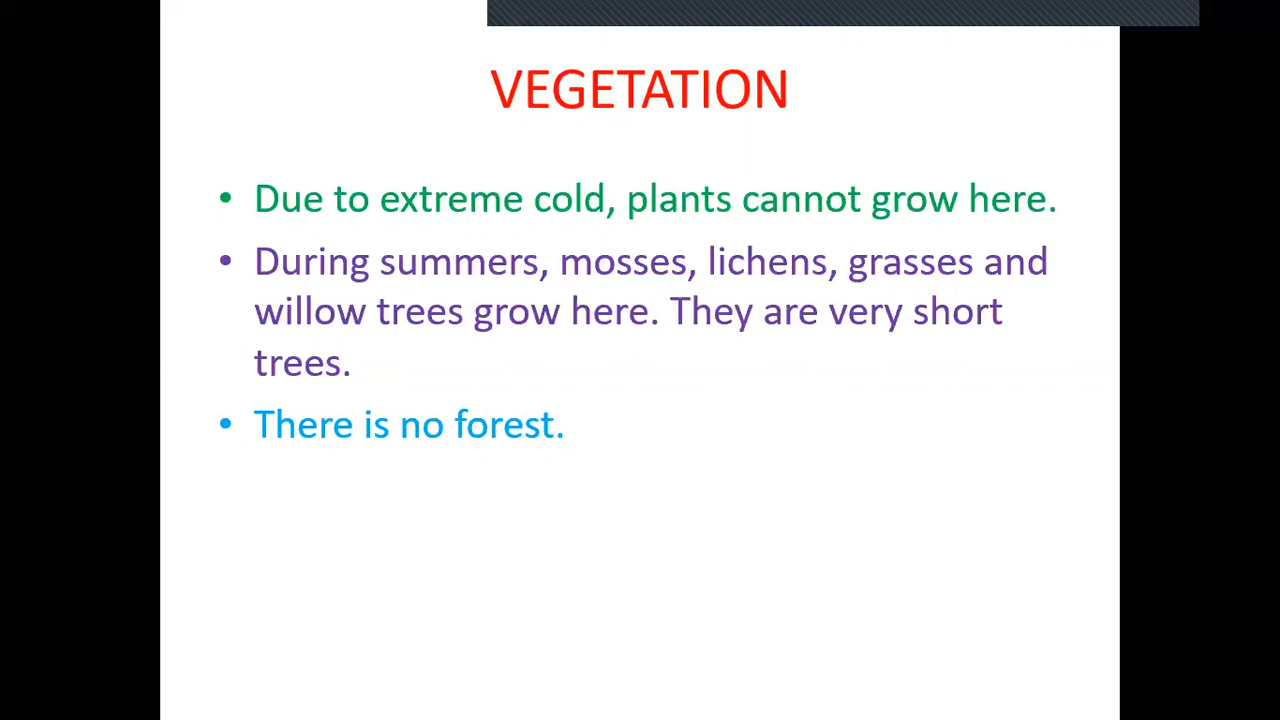 VEGETATION
• Due to extreme cold, plants cannot grow here.
• During summers, mosses, lichens, grasses and
willow trees grow here. They are very short
trees.
• There is no forest.